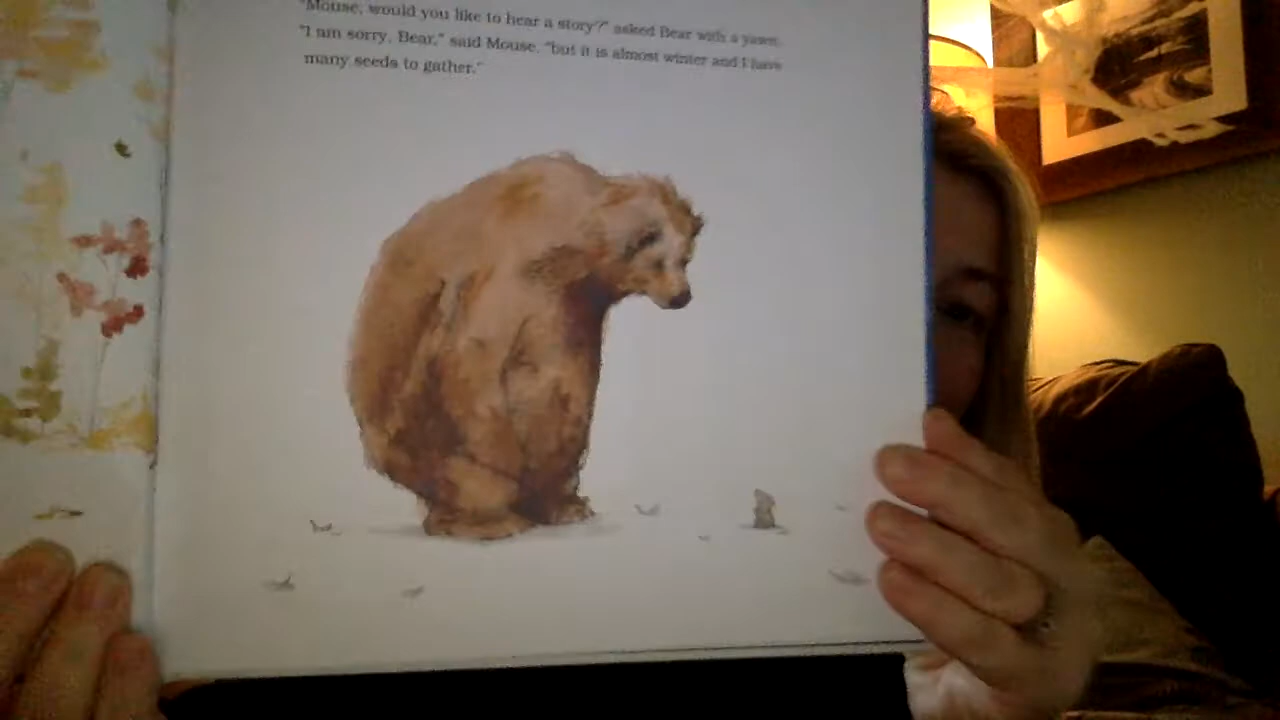 "Mouse, would you like to hear a story?" asked Bear with a yawn.
"I am sorry, Bear," said Mouse, "but it is almost winter and I have
many seeds to gather."